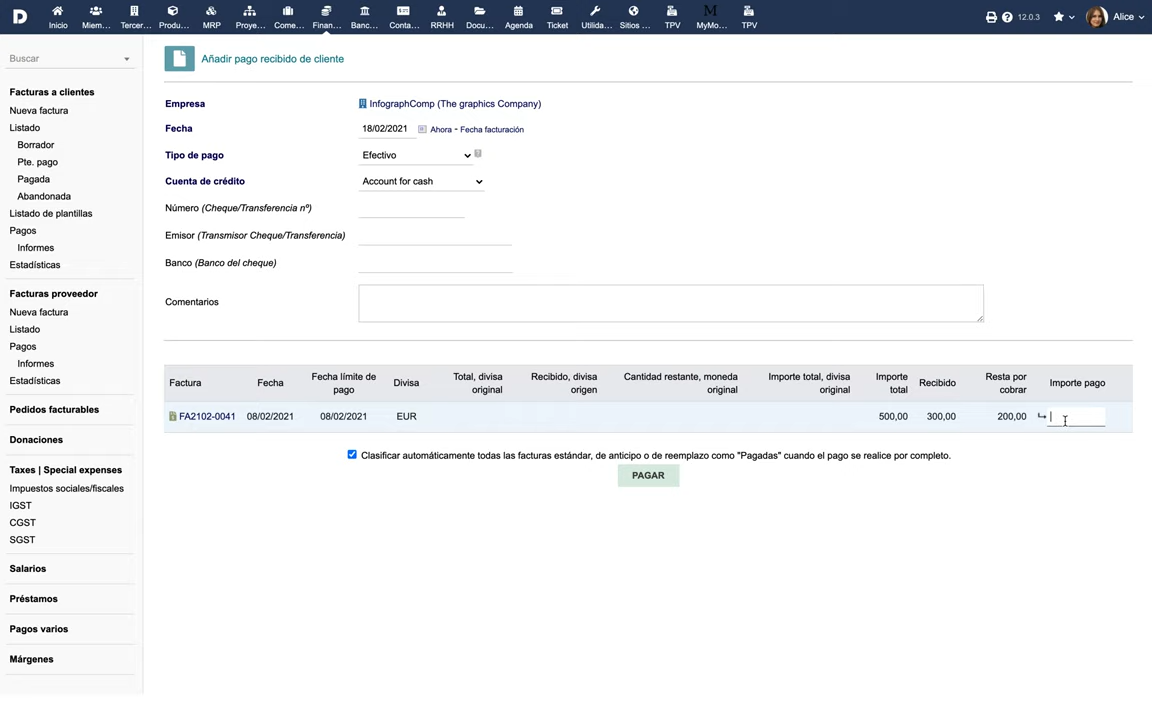 D
Inicio Miem... Tercer... Produ... MRP Proye... Come... Finan... Banc... Conta... RRHH Docu... Agenda Ticket Utilida... Sitios ... TPV MyMo... TPV
12.0.3 Alice
Buscar
Añadir pago recibido de cliente
Facturas a clientes
Nueva factura
Listado
Borrador
Pte. pago
Pagada
Abandonada
Listado de plantillas
Pagos
Informes
Estadísticas
Facturas proveedor
Nueva factura
Listado
Pagos
Informes
Estadísticas
Pedidos facturables
Donaciones
Taxes | Special expenses
Impuestos sociales/fiscales
IGST
CGST
SGST
Salarios
Préstamos
Pagos varios
Márgenes
Empresa InfographComp (The graphics Company)
Fecha 18/02/2021 Ahora - Fecha facturación
Tipo de pago Efectivo
Cuenta de crédito Account for cash
Número (Cheque/Transferencia nº)
Emisor (Transmisor Cheque/Transferencia)
Banco (Banco del cheque)
Comentarios
Factura Fecha Fecha límite de pago Divisa Total, divisa original Recibido, divisa origen Cantidad restante, moneda original Importe total, divisa original Importe total Recibido Resta por cobrar Importe pago
FA2102-0041 08/02/2021 08/02/2021 EUR 500,00 300,00 200,00
Clasificar automáticamente todas las facturas estándar, de anticipo o de reemplazo como "Pagadas" cuando el pago se realice por completo.
PAGAR